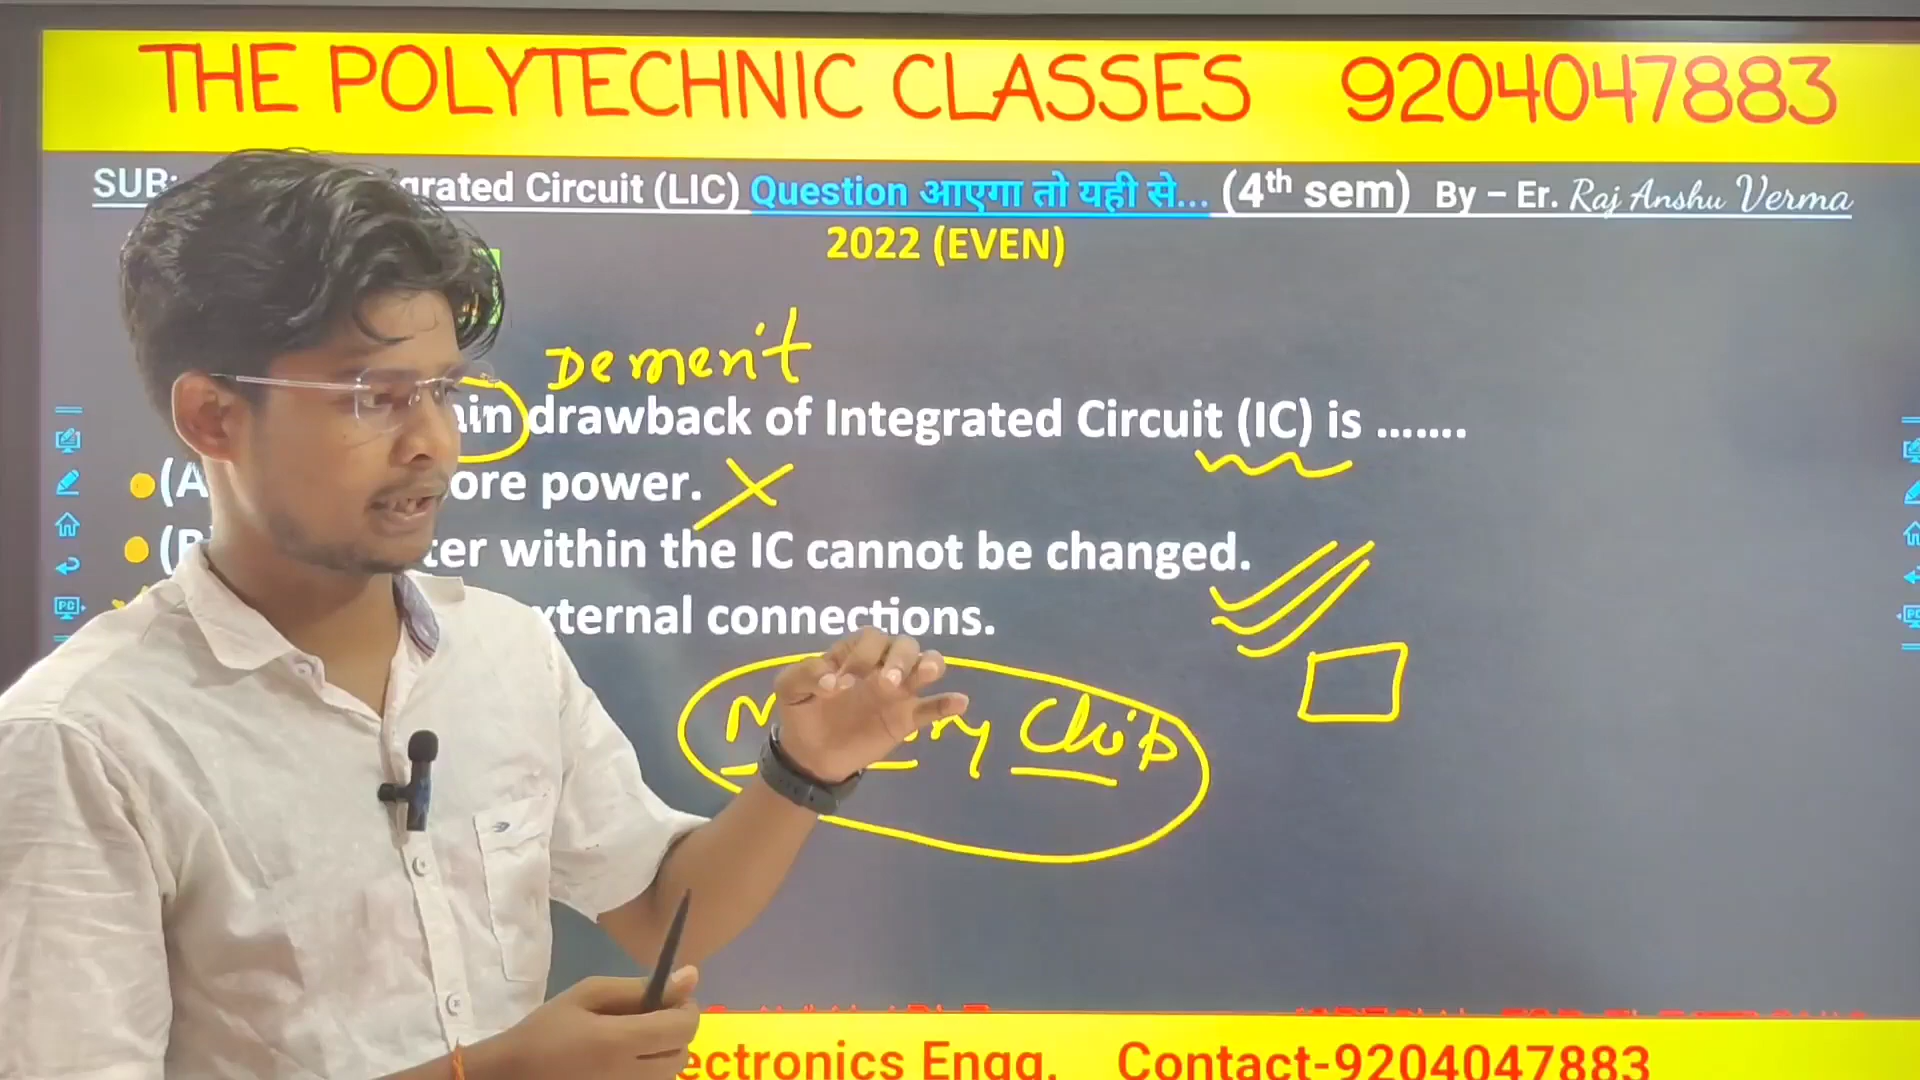 THE POLYTECHNIC CLASSES 9204047883
SUB: grated Circuit (LIC) Question आएगा तो यही से... (4th sem) By – Er. Raj Anshu Verma
2022 (EVEN)
Demerit
ain drawback of Integrated Circuit (IC) is .......
(A ore power.
(B ter within the IC cannot be changed.
xternal connections.
Chip
ectronics Engg. Contact-9204047883